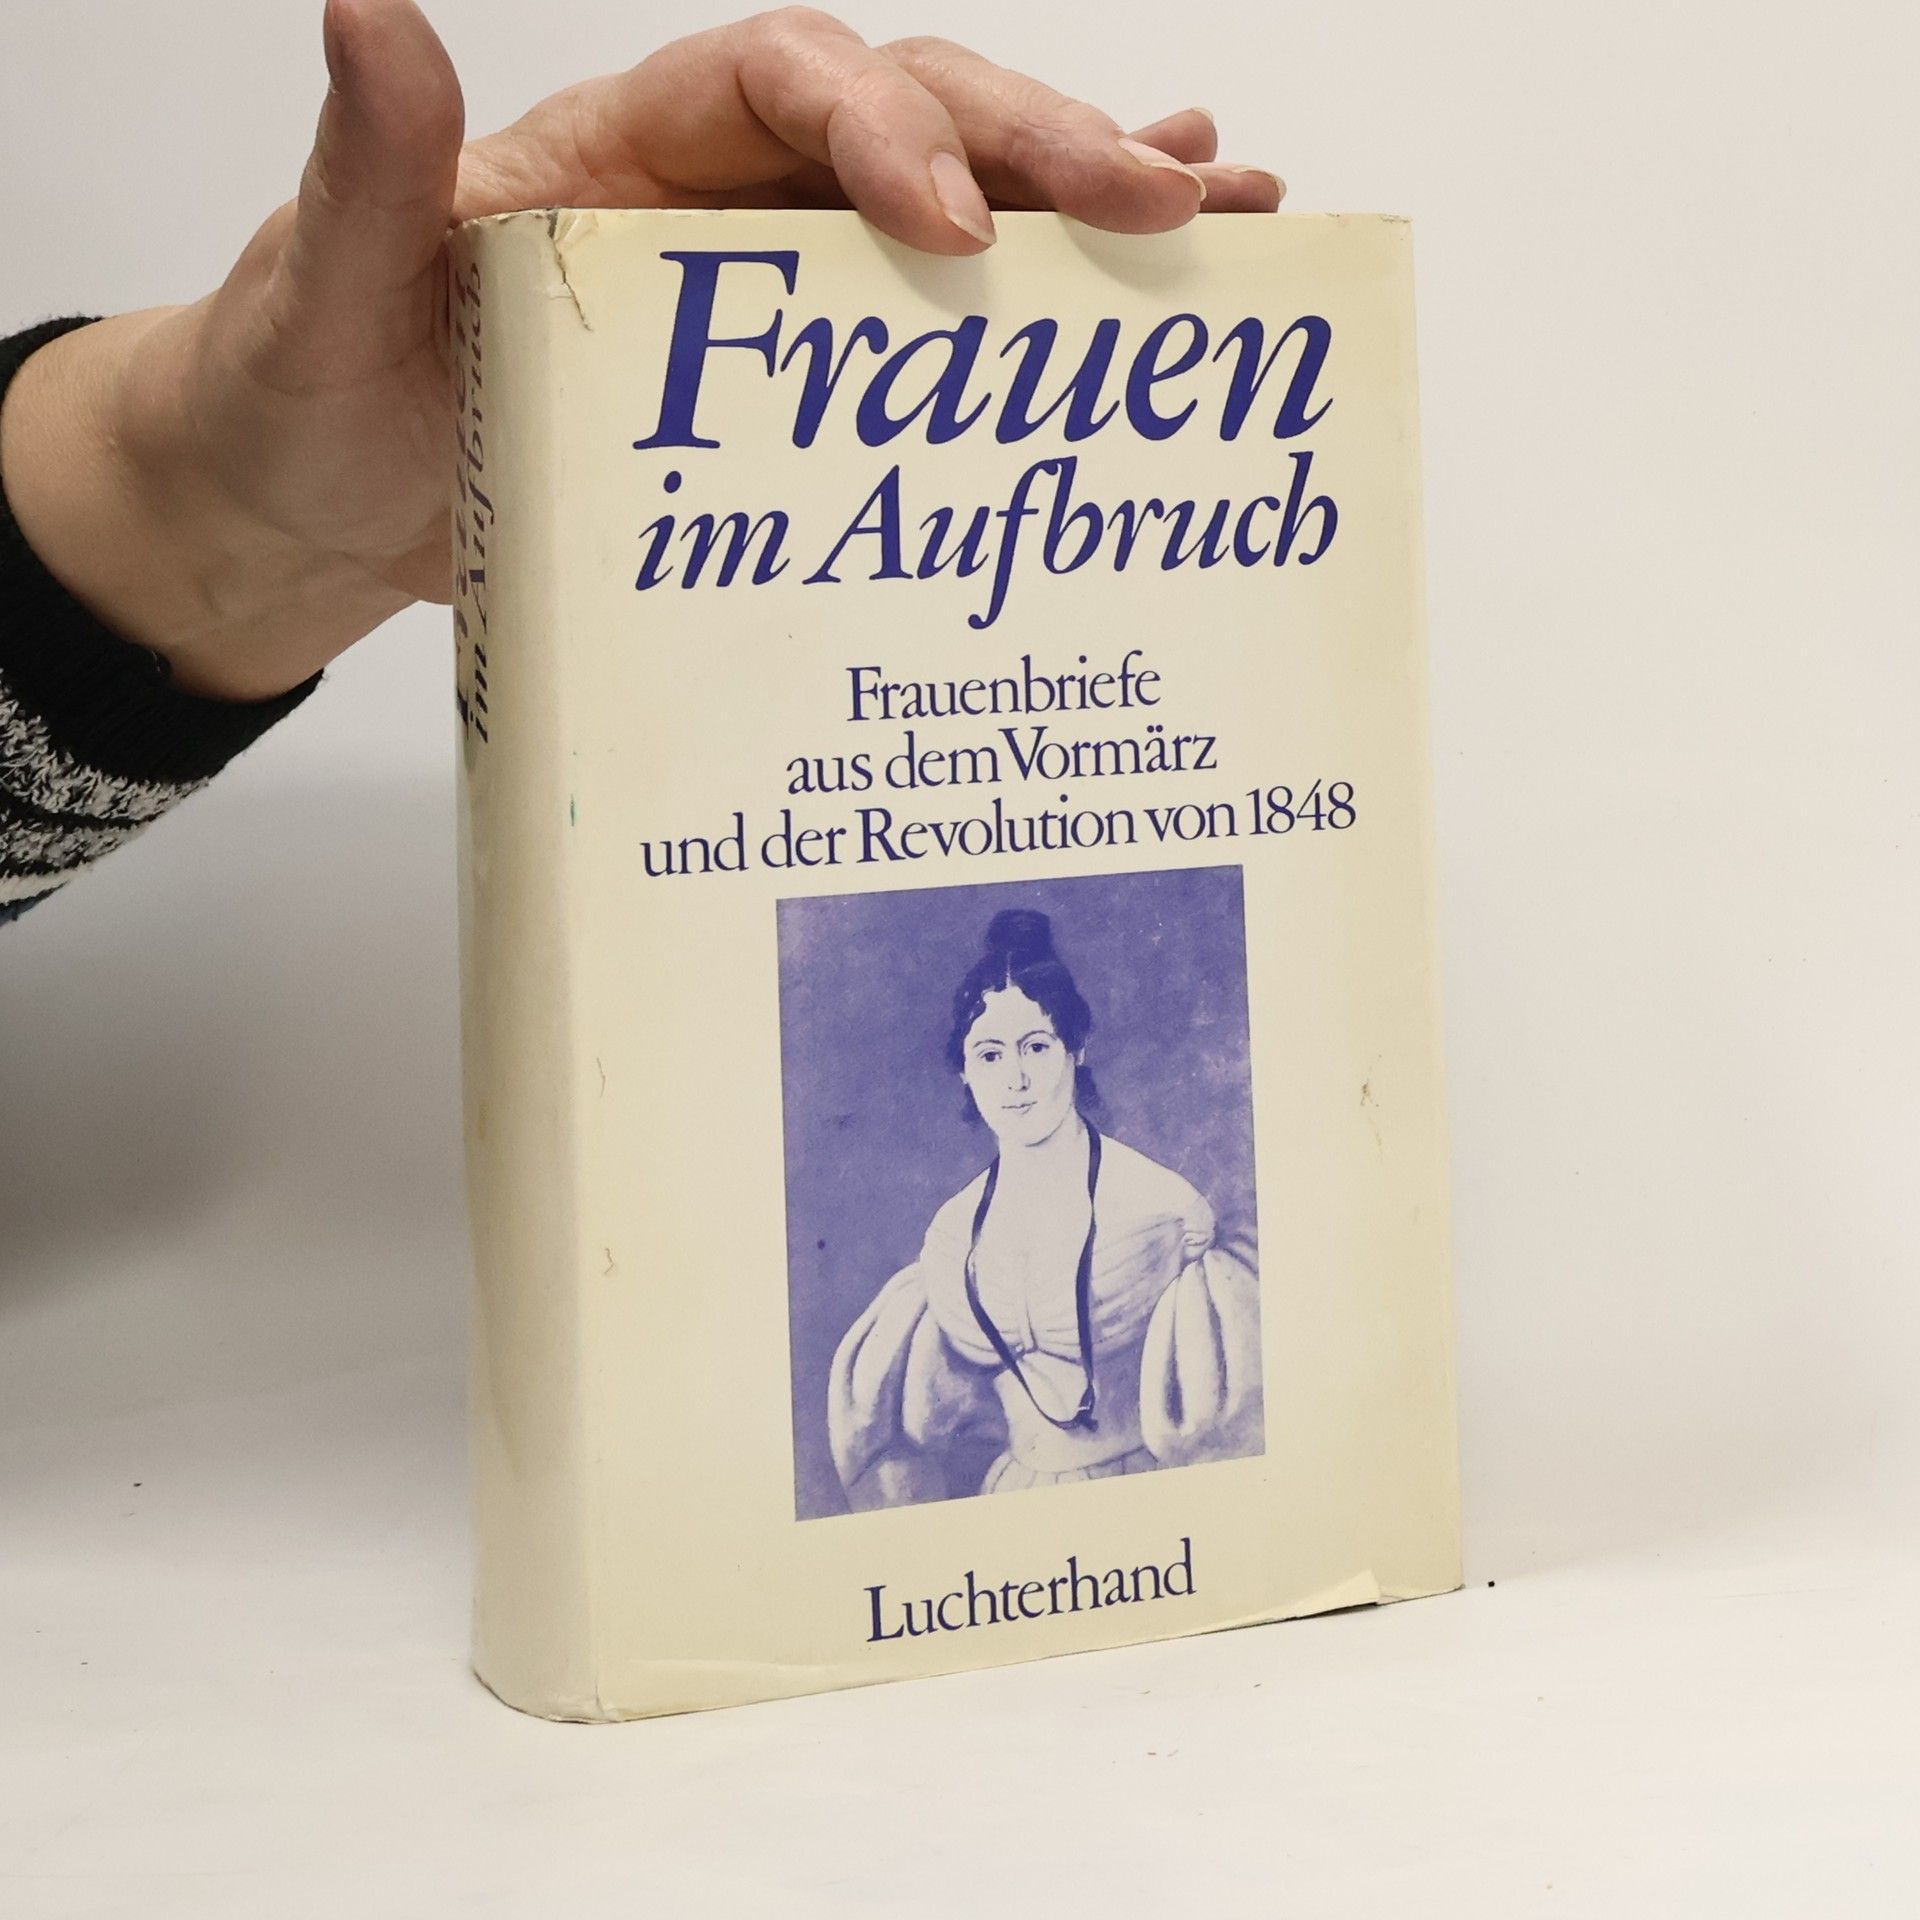 Frauen
im Aufbruch
Frauenbriefe
aus dem Vormärz
und der Revolution von 1848
Luchterhand
Frauen
im Aufbruch